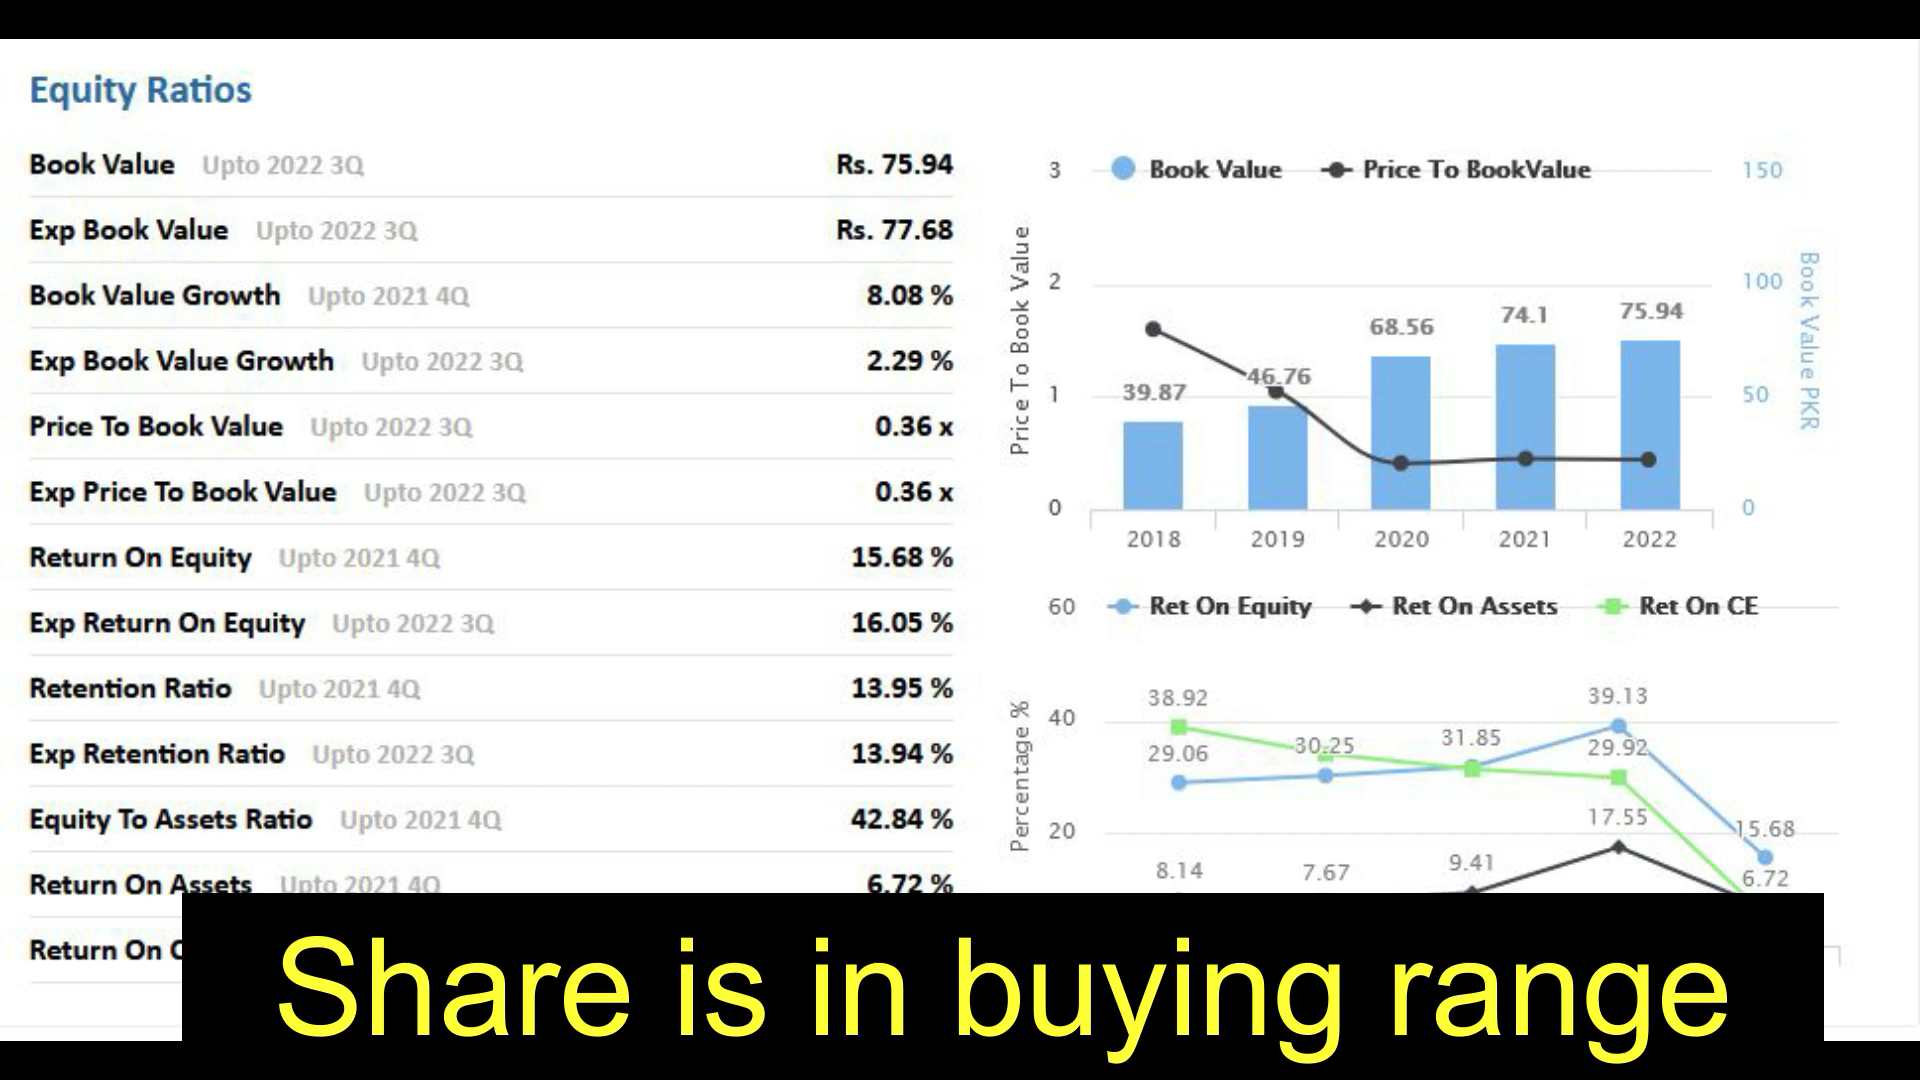 Equity Ratios
Book Value Upto 2022 3Q Rs. 75.94
Exp Book Value Upto 2022 3Q Rs. 77.68
Book Value Growth Upto 2021 4Q 8.08 %
Exp Book Value Growth Upto 2022 3Q 2.29 %
Price To Book Value Upto 2022 3Q 0.36 x
Exp Price To Book Value Upto 2022 3Q 0.36 x
Return On Equity Upto 2021 4Q 15.68 %
Exp Return On Equity Upto 2022 3Q 16.05 %
Retention Ratio Upto 2021 4Q 13.95 %
Exp Retention Ratio Upto 2022 3Q 13.94 %
Equity To Assets Ratio Upto 2021 4Q 42.84 %
Return On Assets Upto 2021 4Q 6.72 %
Return On
3 Book Value Price To BookValue 150
Price To Book Value
Book Value PKR
2 100
68.56 74.1 75.94
39.87 46.76
1 50
0 0
2018 2019 2020 2021 2022
60 Ret On Equity Ret On Assets Ret On CE
Percentage %
38.92 39.13
40
29.06 30.25 31.85 29.92
17.55
20 15.68
8.14 7.67 9.41 6.72
Share is in buying range